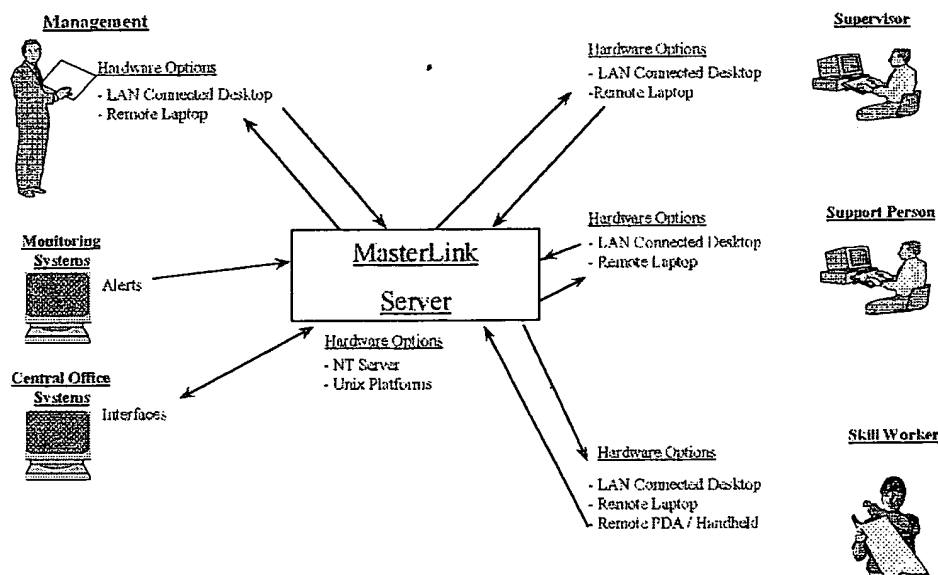 Management
Hardware Options
- LAN Connected Desktop
- Remote Laptop
Supervisor
Hardware Options
- LAN Connected Desktop
-Remote Laptop
Monitoring
Systems
Alerts
MasterLink
Server
Hardware Options
- NT Server
- Unix Platforms
Support Person
Hardware Options
- LAN Connected Desktop
- Remote Laptop
Central Office
Systems
Interfaces
Skill Worker
Hardware Options
- LAN Connected Desktop
- Remote Laptop
- Remote PDA / Handheld